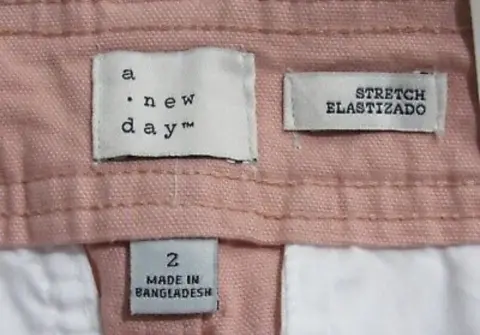 a
· new
day™
STRETCH
ELASTIZADO
2
MADE IN
BANGLADESH